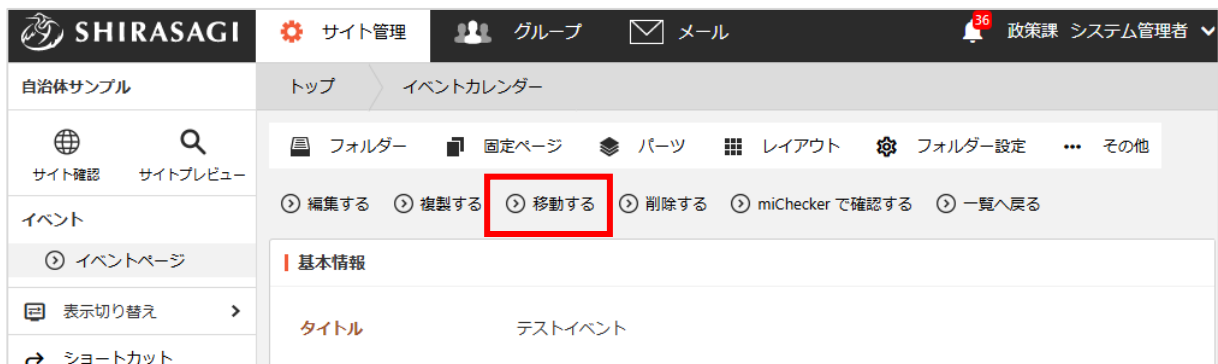 SHIRASAGI サイト管理 グループ メール 36 政策課 システム管理者
自治体サンプル トップ イベントカレンダー
フォルダー 固定ページ パーツ レイアウト フォルダー設定 ••• その他
サイト確認 サイトプレビュー
編集する 複製する 移動する 削除する miChecker で確認する 一覧へ戻る
イベント
イベントページ 基本情報
表示切り替え
タイトル テストイベント
ショートカット